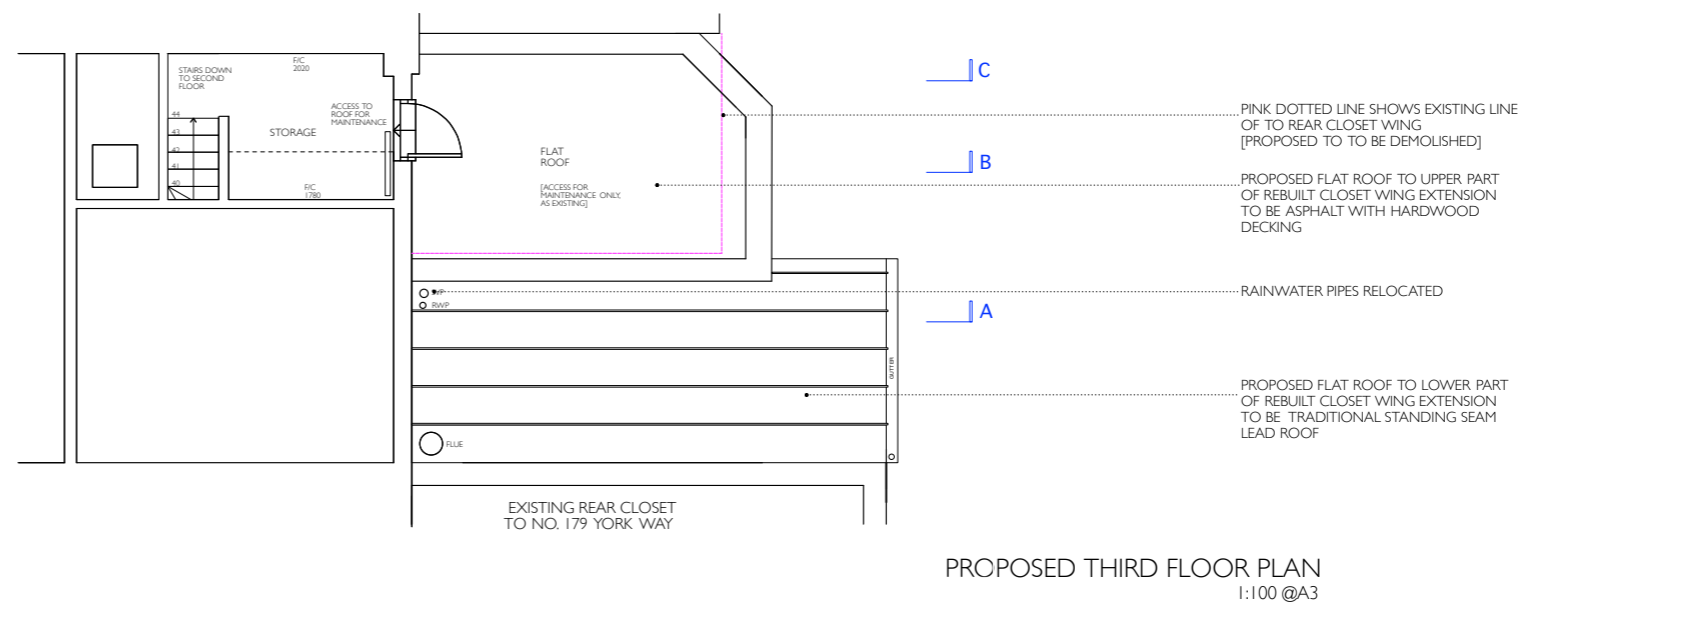 STAIRS DOWN
TO SECOND
FLOOR
F/C
2020
ACCESS TO
ROOF FOR
MAINTENANCE
STORAGE
44
43
42
41
40
F/C
1780
FLAT
ROOF
[ACCESS FOR
MAINTENANCE ONLY,
AS EXISTING]
C
B
A
PINK DOTTED LINE SHOWS EXISTING LINE
OF TO REAR CLOSET WING
[PROPOSED TO TO BE DEMOLISHED]
PROPOSED FLAT ROOF TO UPPER PART
OF REBUILT CLOSET WING EXTENSION
TO BE ASPHALT WITH HARDWOOD
DECKING
RAINWATER PIPES RELOCATED
RWP
GUTTER
PROPOSED FLAT ROOF TO LOWER PART
OF REBUILT CLOSET WING EXTENSION
TO BE TRADITIONAL STANDING SEAM
LEAD ROOF
FLUE
EXISTING REAR CLOSET
TO NO. 179 YORK WAY
PROPOSED THIRD FLOOR PLAN
1:100 @A3